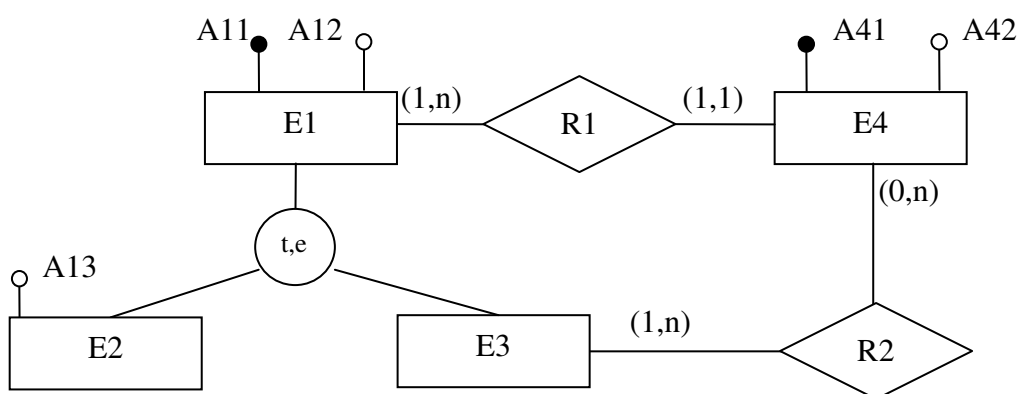 A11 A12 A41 A42
E1 (1,n) R1 (1,1) E4
(0,n)
t,e
A13
(1,n)
E2 E3 R2